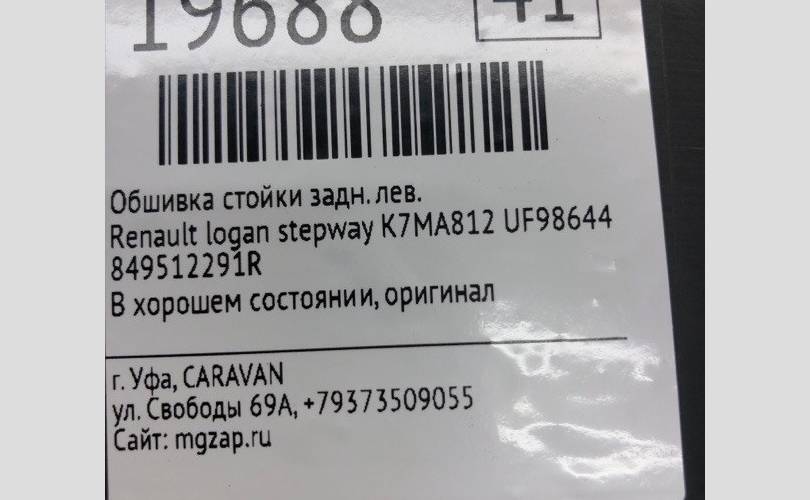 19688 41
Обшивка стойки задн. лев.
Renault logan stepway K7MA812 UF98644
849512291R
В хорошем состоянии, оригинал
г. Уфа, CARAVAN
ул. Свободы 69А, +79373509055
Сайт: mgzap.ru